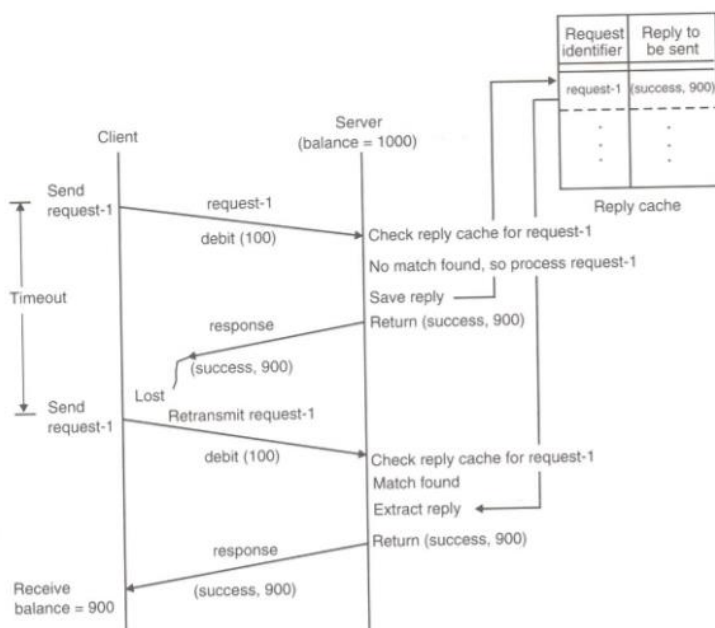 Request identifier
Reply to be sent
request-1
(success, 900)
Reply cache
Client
Server
(balance = 1000)
Send
request-1
request-1
debit (100)
Check reply cache for request-1
No match found, so process request-1
Timeout
Save reply
Return (success, 900)
response
(success, 900)
Lost
Send
request-1
Retransmit request-1
debit (100)
Check reply cache for request-1
Match found
Extract reply
Return (success, 900)
response
(success, 900)
Receive
balance = 900